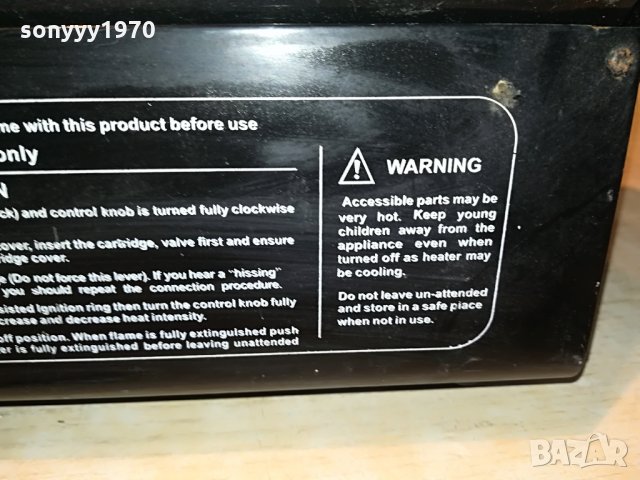 sonyyy1970
me with this product before use
only
N
ck) and control knob is turned fully clockwise
cover, insert the cartridge, valve first and ensure
ridge cover.
e (Do not force this lever). If you hear a "hissing"
you should repeat the connection procedure.
ssisted Ignition ring then turn the control knob fully
crease and decrease heat intensity.
off position. When flame is fully extinguished push
er is fully extinguished before leaving unattended
WARNING
Accessible parts may be
very hot. Keep young
children away from the
appliance even when
turned off as heater may
be cooling.
Do not leave un-attended
and store in a safe place
when not in use.
BAZAR